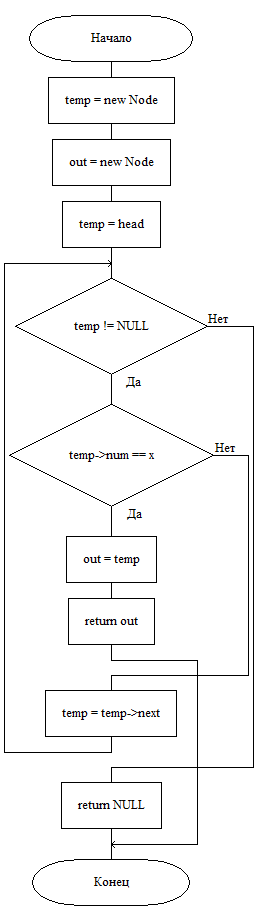 Начало
temp = new Node
out = new Node
temp = head
temp != NULL
Нет
Да
temp->num == x
Нет
Да
out = temp
return out
temp = temp->next
return NULL
Конец